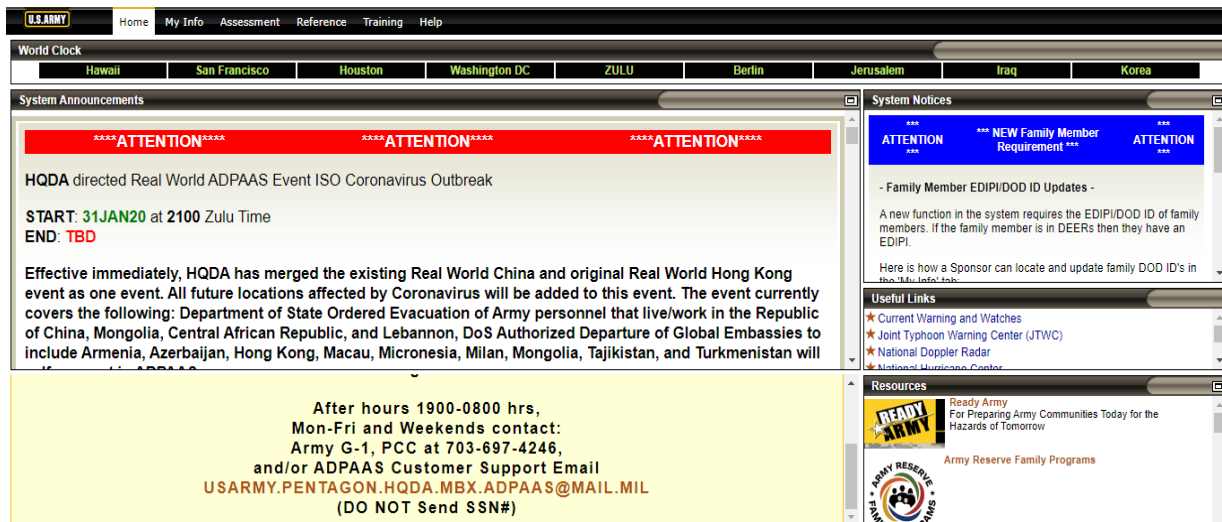 U.S.ARMY
Home My Info Assessment Reference Training Help
World Clock
Hawaii San Francisco Houston Washington DC ZULU Berlin Jerusalem Iraq Korea
System Announcements
****ATTENTION**** ****ATTENTION**** ****ATTENTION****
HQDA directed Real World ADPAAS Event ISO Coronavirus Outbreak
START: 31JAN20 at 2100 Zulu Time
END: TBD
Effective immediately, HQDA has merged the existing Real World China and original Real World Hong Kong
event as one event. All future locations affected by Coronavirus will be added to this event. The event currently
covers the following: Department of State Ordered Evacuation of Army personnel that live/work in the Republic
of China, Mongolia, Central African Republic, and Lebannon, DoS Authorized Departure of Global Embassies to
include Armenia, Azerbaijan, Hong Kong, Macau, Micronesia, Milan, Mongolia, Tajikistan, and Turkmenistan will
After hours 1900-0800 hrs,
Mon-Fri and Weekends contact:
Army G-1, PCC at 703-697-4246,
and/or ADPAAS Customer Support Email
USARMY.PENTAGON.HQDA.MBX.ADPAAS@MAIL.MIL
(DO NOT Send SSN#)
System Notices
*** ATTENTION ***
*** NEW Family Member
Requirement ***
*** ATTENTION ***
- Family Member EDIPI/DOD ID Updates -
A new function in the system requires the EDIPI/DOD ID of family
members. If the family member is in DEERs then they have an
EDIPI.
Here is how a Sponsor can locate and update family DOD ID's in
the 'My Info' tab:
Useful Links
Current Warning and Watches
Joint Typhoon Warning Center (JTWC)
National Doppler Radar
National Hurricane Center
Resources
READY
ARMY
Ready Army
For Preparing Army Communities Today for the
Hazards of Tomorrow
ARMY RESERVE
Army Reserve Family Programs